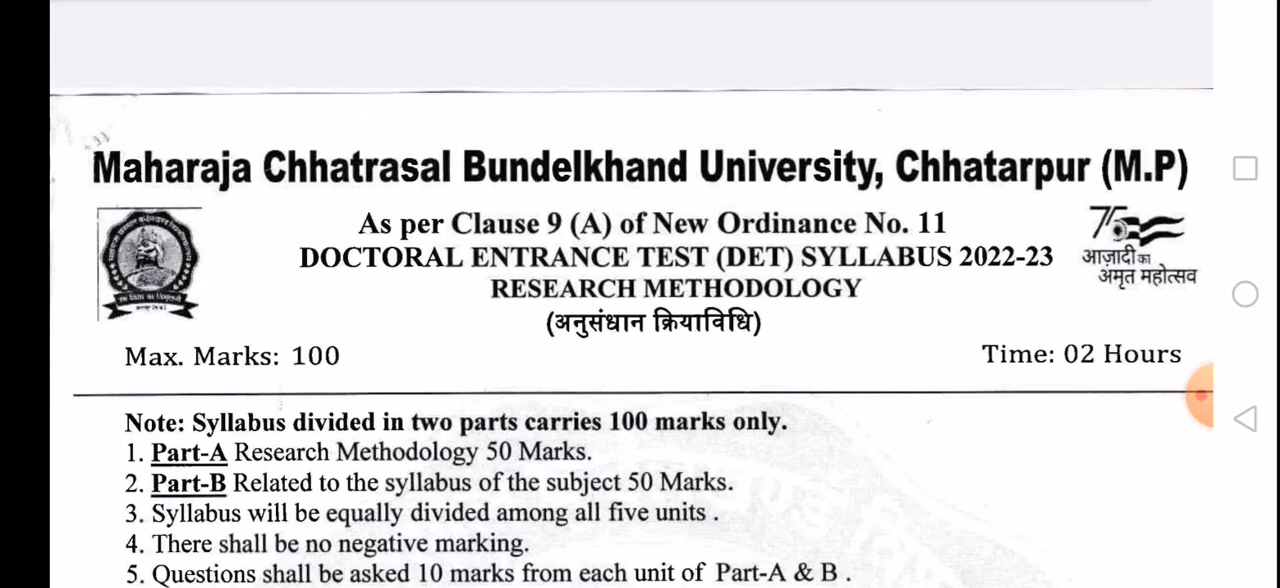 Maharaja Chhatrasal Bundelkhand University, Chhatarpur (M.P)
As per Clause 9 (A) of New Ordinance No. 11
DOCTORAL ENTRANCE TEST (DET) SYLLABUS 2022-23
RESEARCH METHODOLOGY
(अनुसंधान क्रियाविधि)
75
आज़ादी का
अमृत महोत्सव
Max. Marks: 100
Time: 02 Hours
Note: Syllabus divided in two parts carries 100 marks only.
1. Part-A Research Methodology 50 Marks.
2. Part-B Related to the syllabus of the subject 50 Marks.
3. Syllabus will be equally divided among all five units .
4. There shall be no negative marking.
5. Questions shall be asked 10 marks from each unit of Part-A & B .